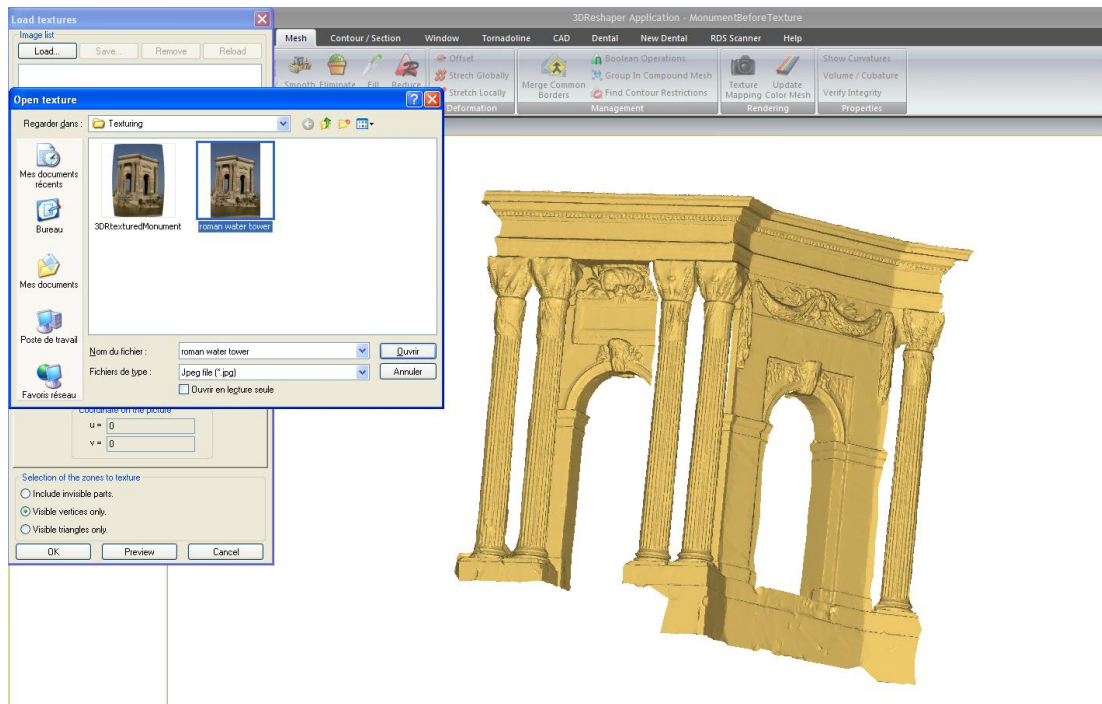 Load textures
3DReshaper Application - MonumentBeforeTexture
Image list
Load... Save... Remove Reload
Mesh Contour / Section Window Tornadoline CAD Dental New Dental RDS Scanner Help
Offset
Strech Globally
Stretch Locally
Smooth Eliminate Fill Reduce
Deformation
Merge Common Borders
Boolean Operations
Group In Compound Mesh
Find Contour Restrictions
Management
Texture Mapping
Update Color Mesh
Rendering
Show Curvatures
Volume / Cubature
Verify Integrity
Properties
Open texture
Regarder dans : Texturing
Mes documents récents
Bureau
Mes documents
Poste de travail
Favoris réseau
3DRtexturedMonument
roman water tower
Nom du fichier : roman water tower Ouvrir
Fichiers de type : Jpeg file (*.jpg) Annuler
Ouvrir en lecture seule
Coordinate on the picture
u = 0
v = 0
Selection of the zones to texture
Include invisible parts.
Visible vertices only.
Visible triangles only.
OK Preview Cancel